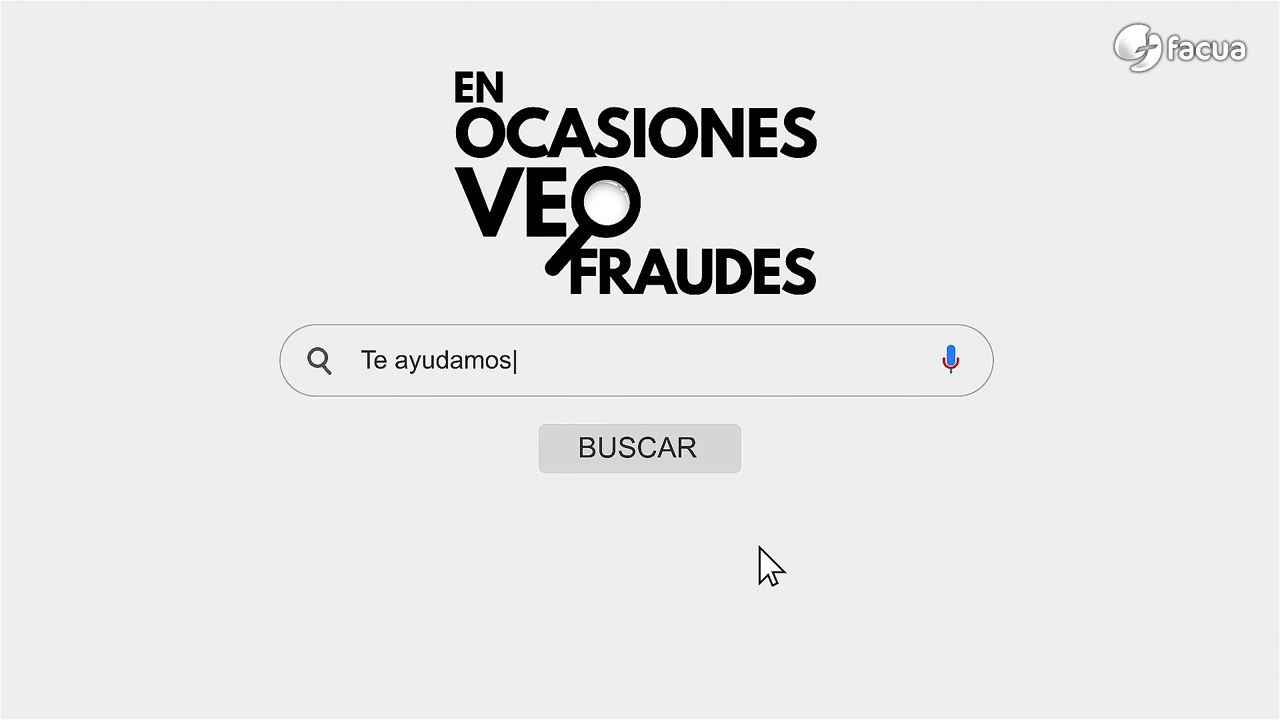 facua
EN
OCASIONES
VEO
FRAUDES
Te ayudamos
BUSCAR